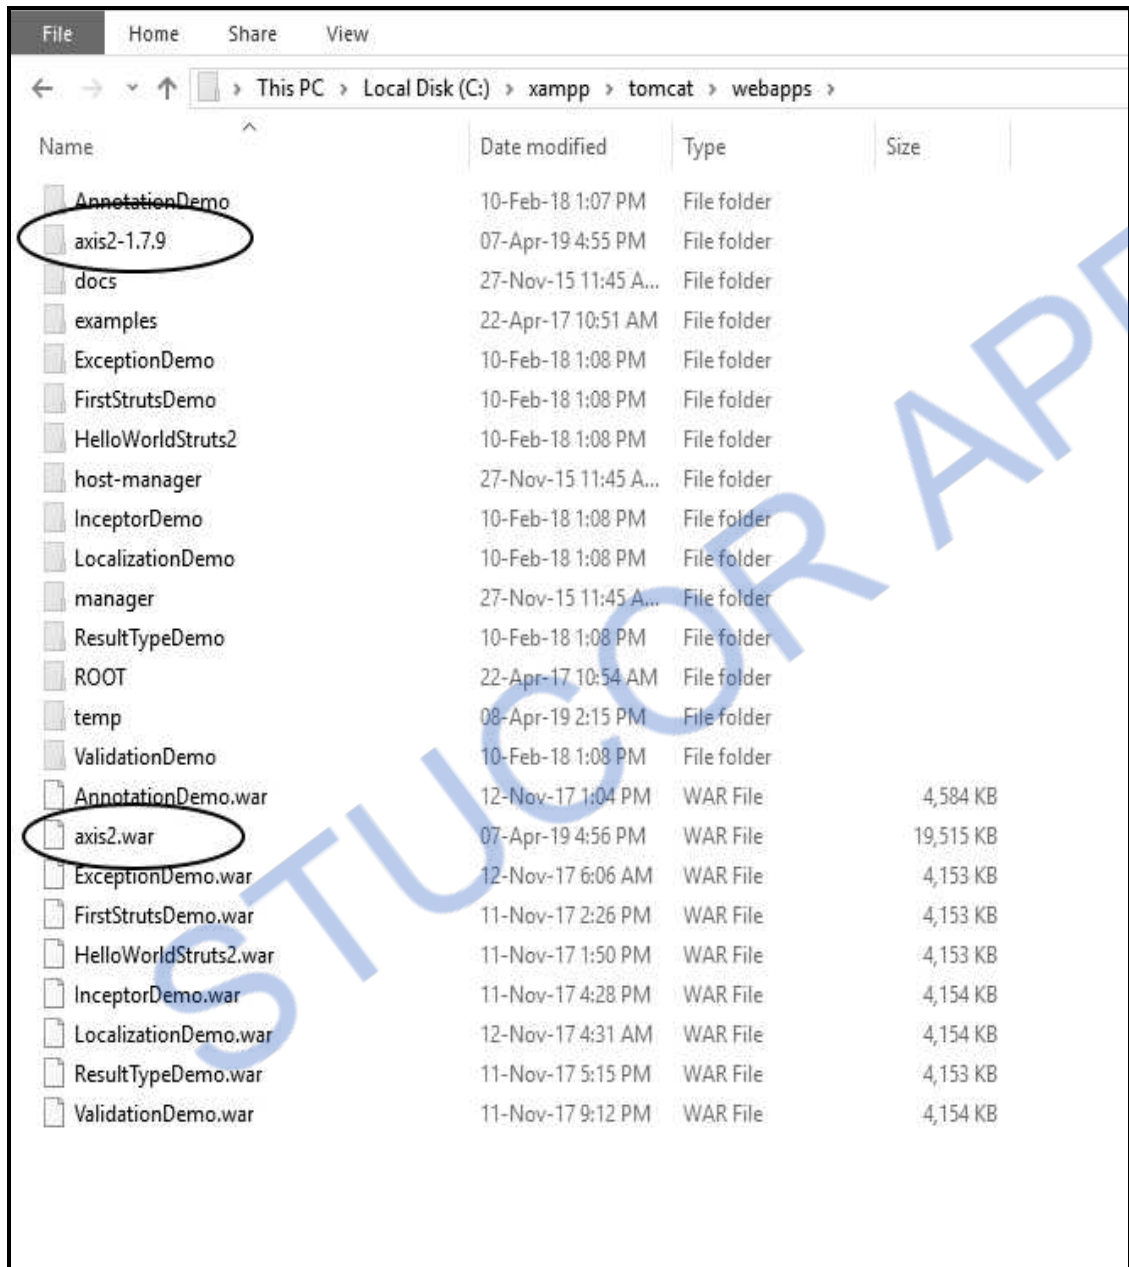 File Home Share View
This PC > Local Disk (C:) > xampp > tomcat > webapps >
Name Date modified Type Size
AnnotationDemo 10-Feb-18 1:07 PM File folder
axis2-1.7.9 07-Apr-19 4:55 PM File folder
docs 27-Nov-15 11:45 A... File folder
examples 22-Apr-17 10:51 AM File folder
ExceptionDemo 10-Feb-18 1:08 PM File folder
FirstStrutsDemo 10-Feb-18 1:08 PM File folder
HelloWorldStruts2 10-Feb-18 1:08 PM File folder
host-manager 27-Nov-15 11:45 A... File folder
InceptorDemo 10-Feb-18 1:08 PM File folder
LocalizationDemo 10-Feb-18 1:08 PM File folder
manager 27-Nov-15 11:45 A... File folder
ResultTypeDemo 10-Feb-18 1:08 PM File folder
ROOT 22-Apr-17 10:54 AM File folder
temp 08-Apr-19 2:15 PM File folder
ValidationDemo 10-Feb-18 1:08 PM File folder
AnnotationDemo.war 12-Nov-17 1:04 PM WAR File 4,584 KB
axis2.war 07-Apr-19 4:56 PM WAR File 19,515 KB
ExceptionDemo.war 12-Nov-17 6:06 AM WAR File 4,153 KB
FirstStrutsDemo.war 11-Nov-17 2:26 PM WAR File 4,153 KB
HelloWorldStruts2.war 11-Nov-17 1:50 PM WAR File 4,153 KB
InceptorDemo.war 11-Nov-17 4:28 PM WAR File 4,154 KB
LocalizationDemo.war 12-Nov-17 4:31 AM WAR File 4,154 KB
ResultTypeDemo.war 11-Nov-17 5:15 PM WAR File 4,153 KB
ValidationDemo.war 11-Nov-17 9:12 PM WAR File 4,154 KB
STUCOR AP